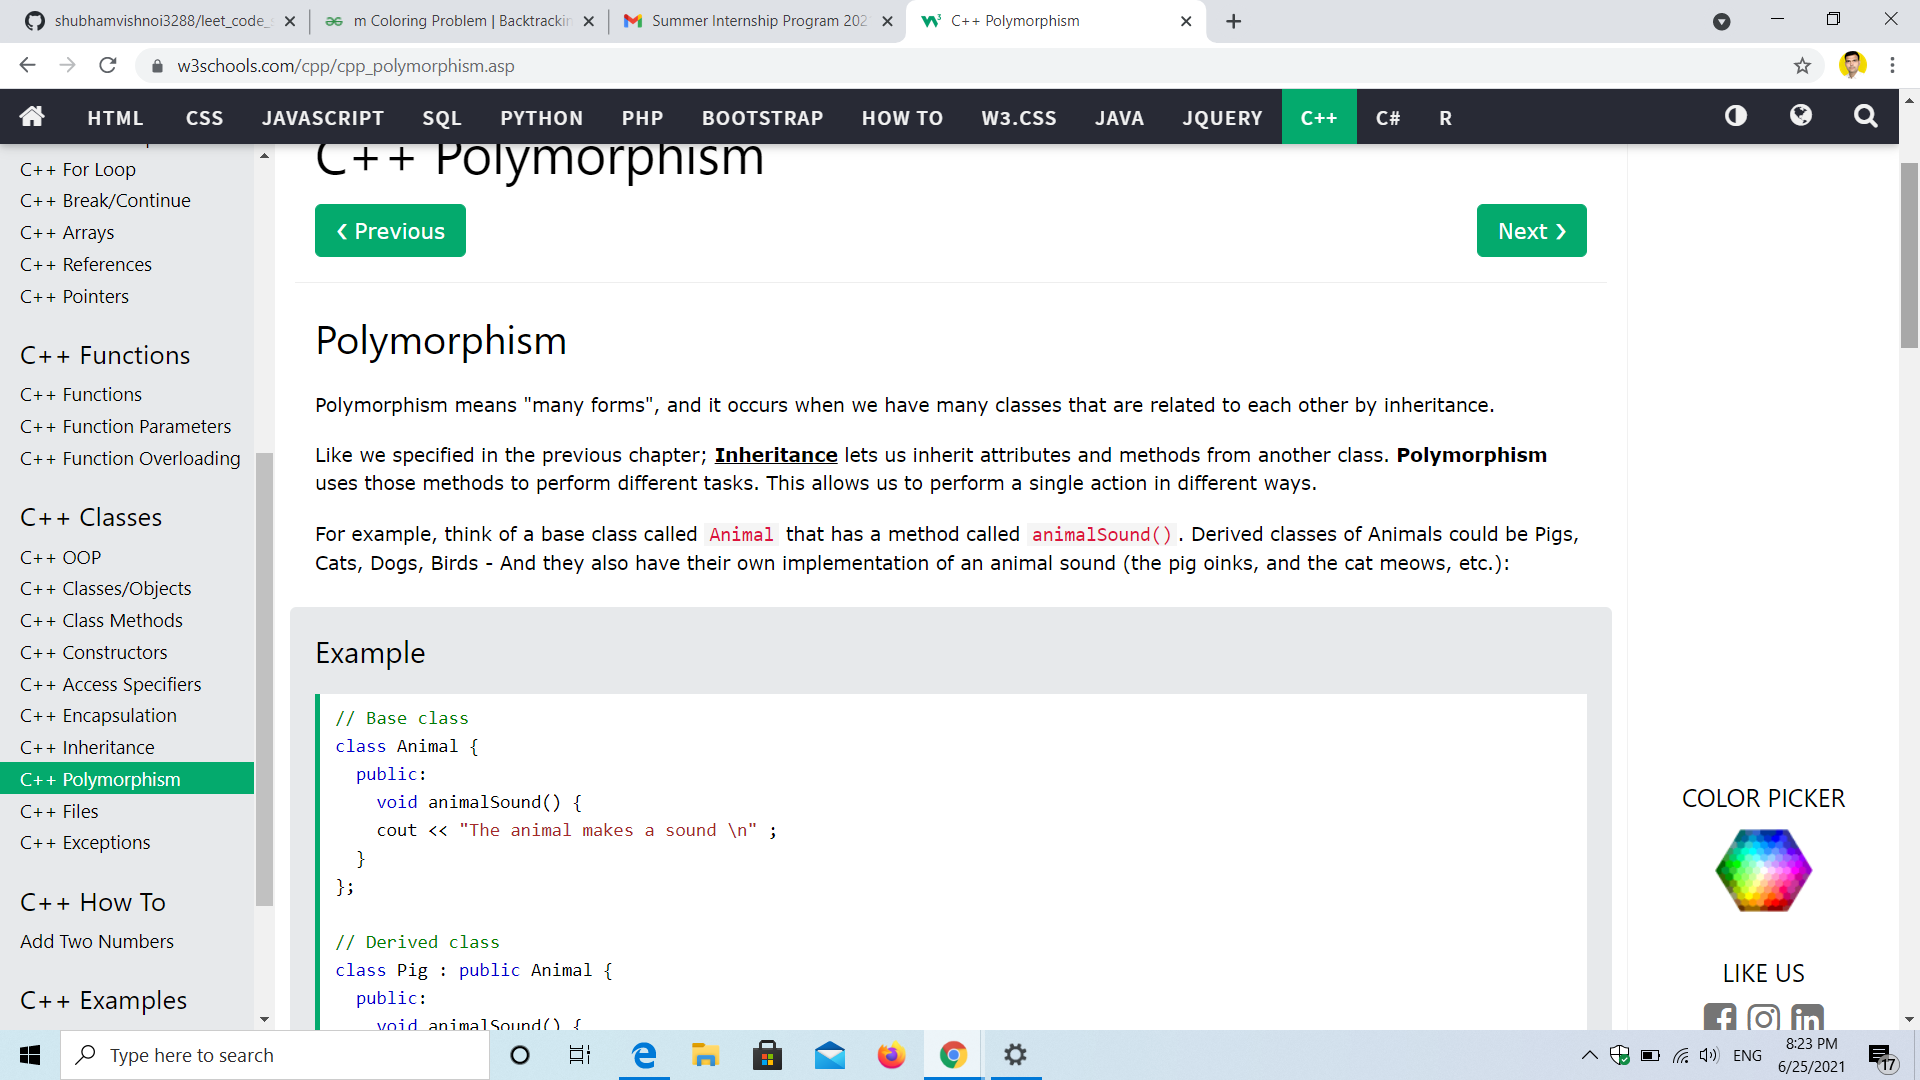 shubhamvishnoi3288/leet_code_s
m Coloring Problem | Backtrackin
Summer Internship Program 202
C++ Polymorphism
w3schools.com/cpp/cpp_polymorphism.asp
HTML CSS JAVASCRIPT SQL PYTHON PHP BOOTSTRAP HOW TO W3.CSS JAVA JQUERY C++ C# R
C++ For Loop
C++ Break/Continue
C++ Arrays
C++ References
C++ Pointers
C++ Functions
C++ Functions
C++ Function Parameters
C++ Function Overloading
C++ Classes
C++ OOP
C++ Classes/Objects
C++ Class Methods
C++ Constructors
C++ Access Specifiers
C++ Encapsulation
C++ Inheritance
C++ Polymorphism
C++ Files
C++ Exceptions
C++ How To
Add Two Numbers
C++ Examples
C++ Polymorphism
❮ Previous
Next ❯
Polymorphism
Polymorphism means "many forms", and it occurs when we have many classes that are related to each other by inheritance.
Like we specified in the previous chapter; Inheritance lets us inherit attributes and methods from another class. Polymorphism
uses those methods to perform different tasks. This allows us to perform a single action in different ways.
For example, think of a base class called Animal that has a method called animalSound(). Derived classes of Animals could be Pigs,
Cats, Dogs, Birds - And they also have their own implementation of an animal sound (the pig oinks, and the cat meows, etc.):
Example
// Base class
class Animal {
public:
void animalSound() {
cout << "The animal makes a sound \n" ;
}
};
// Derived class
class Pig : public Animal {
public:
void animalSound() {
COLOR PICKER
LIKE US
Type here to search
ENG
8:23 PM
6/25/2021
17